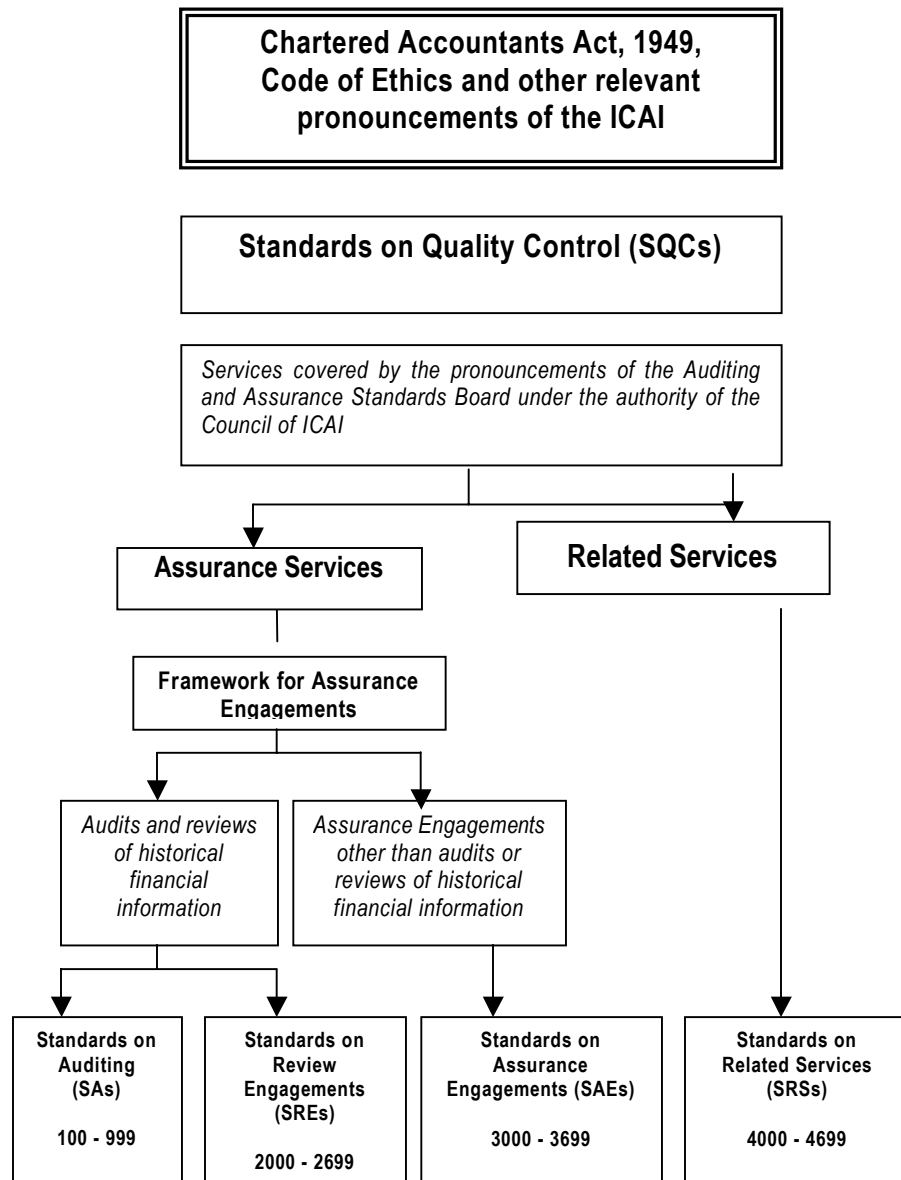 Chartered Accountants Act, 1949,
Code of Ethics and other relevant
pronouncements of the ICAI
Standards on Quality Control (SQCs)
Services covered by the pronouncements of the Auditing
and Assurance Standards Board under the authority of the
Council of ICAI
Assurance Services
Related Services
Framework for Assurance
Engagements
Audits and reviews
of historical
financial
information
Assurance Engagements
other than audits or
reviews of historical
financial information
Standards on
Auditing
(SAs)
100 - 999
Standards on
Review
Engagements
(SREs)
2000 - 2699
Standards on
Assurance
Engagements (SAEs)
3000 - 3699
Standards on
Related Services
(SRSs)
4000 - 4699